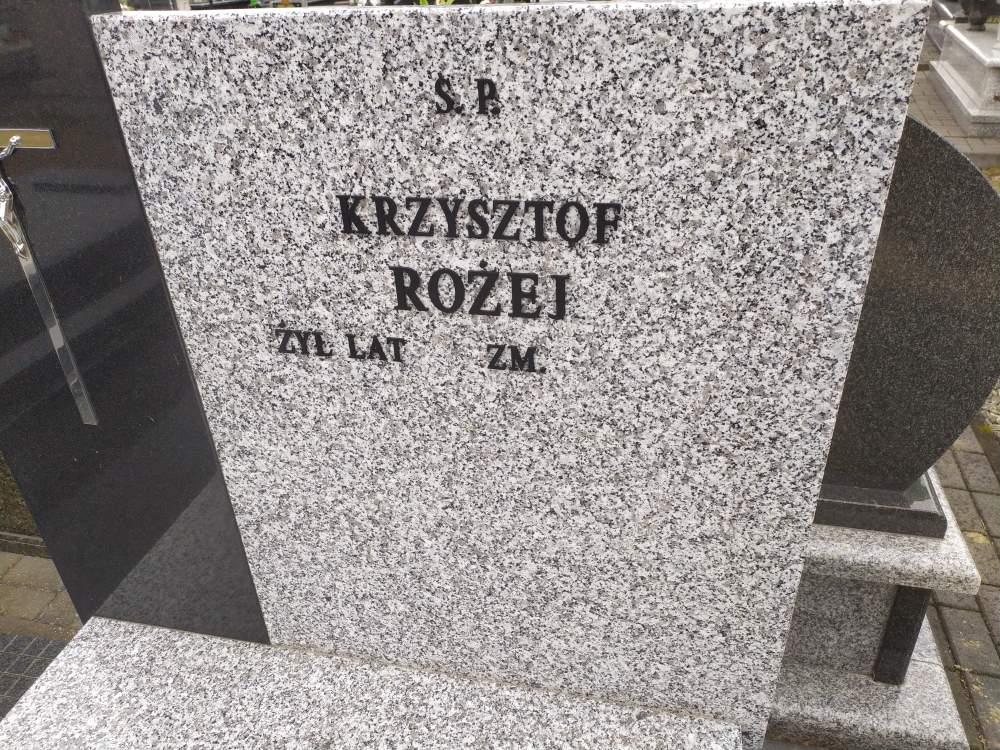 Ś. P.
KRZYSZTOF
ROŻEJ
ŻYŁ LAT ZM.